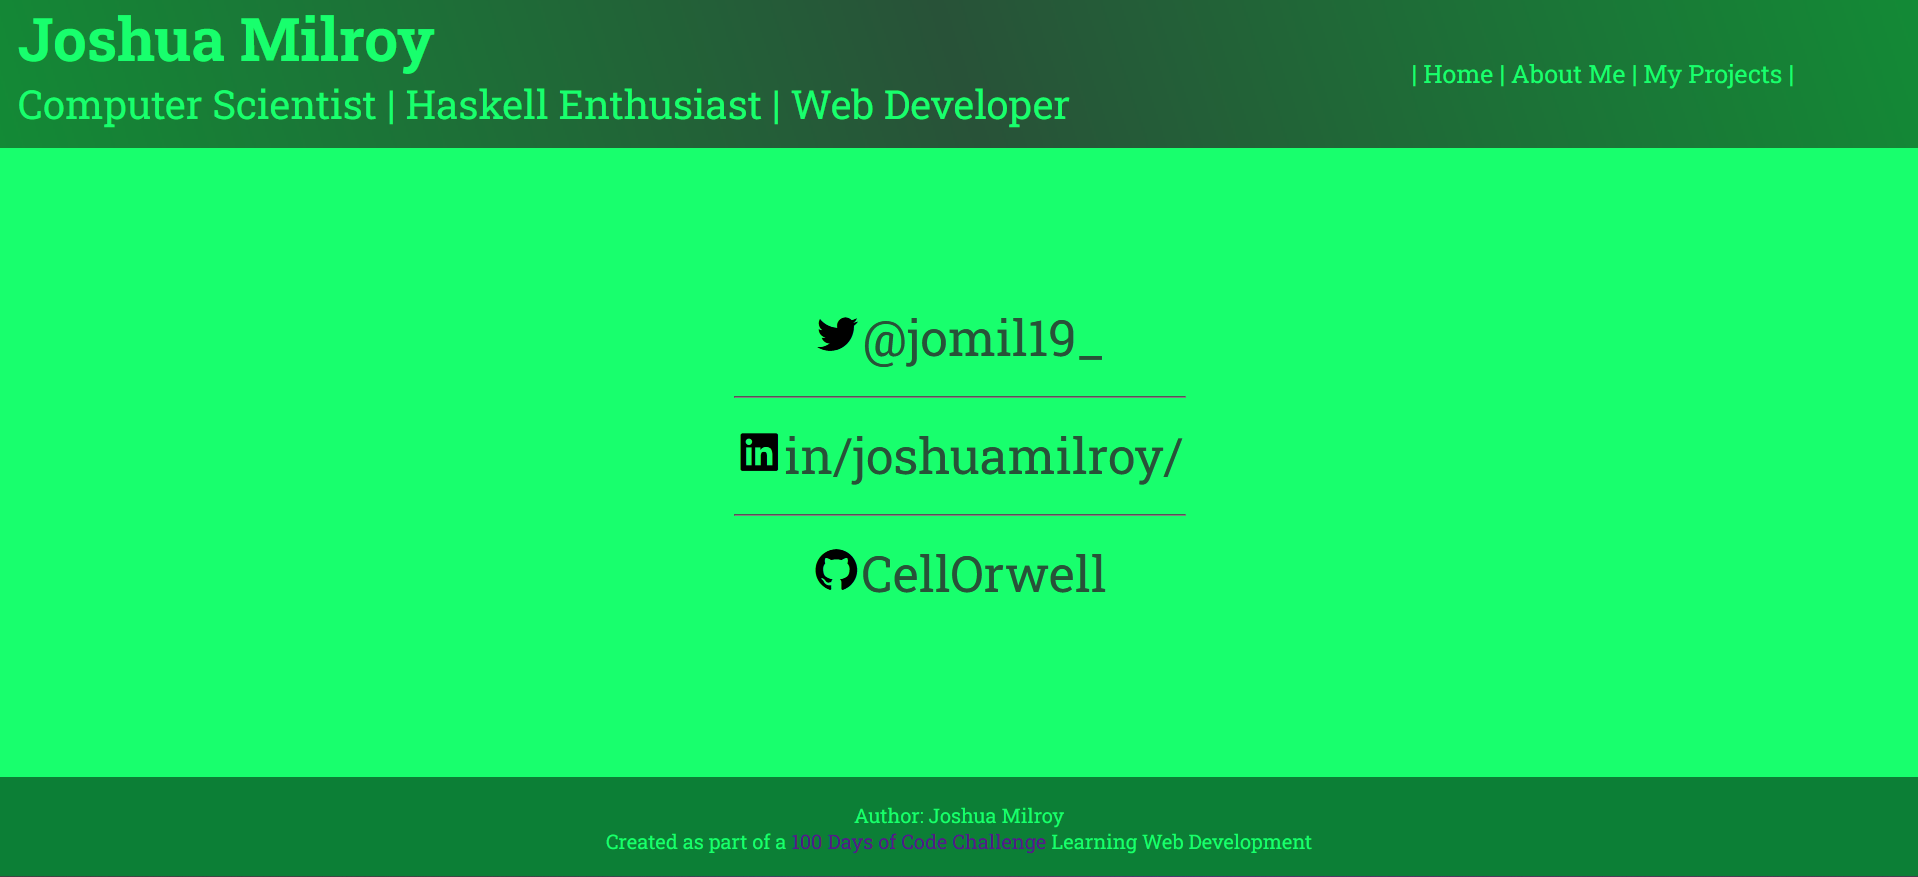 Joshua Milroy
Computer Scientist | Haskell Enthusiast | Web Developer
| Home | About Me | My Projects |
@jomil19_
in/joshuamilroy/
CellOrwell
Author: Joshua Milroy
Created as part of a 100 Days of Code Challenge Learning Web Development